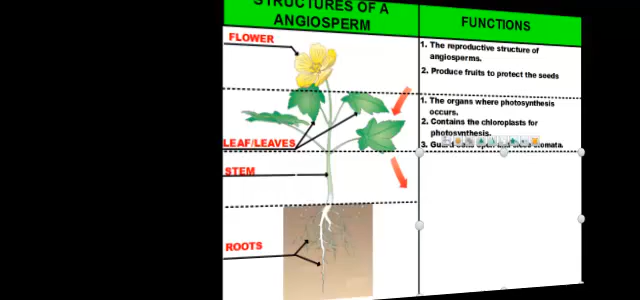 STRUCTURES OF A
ANGIOSPERM
FUNCTIONS
FLOWER
1. The reproductive structure of
angiosperms.
2. Produce fruits to protect the seeds
LEAF/LEAVES
1. The organs where photosynthesis
occurs.
2. Contains the chloroplasts for
photosynthesis.
3. stomata.
STEM
ROOTS